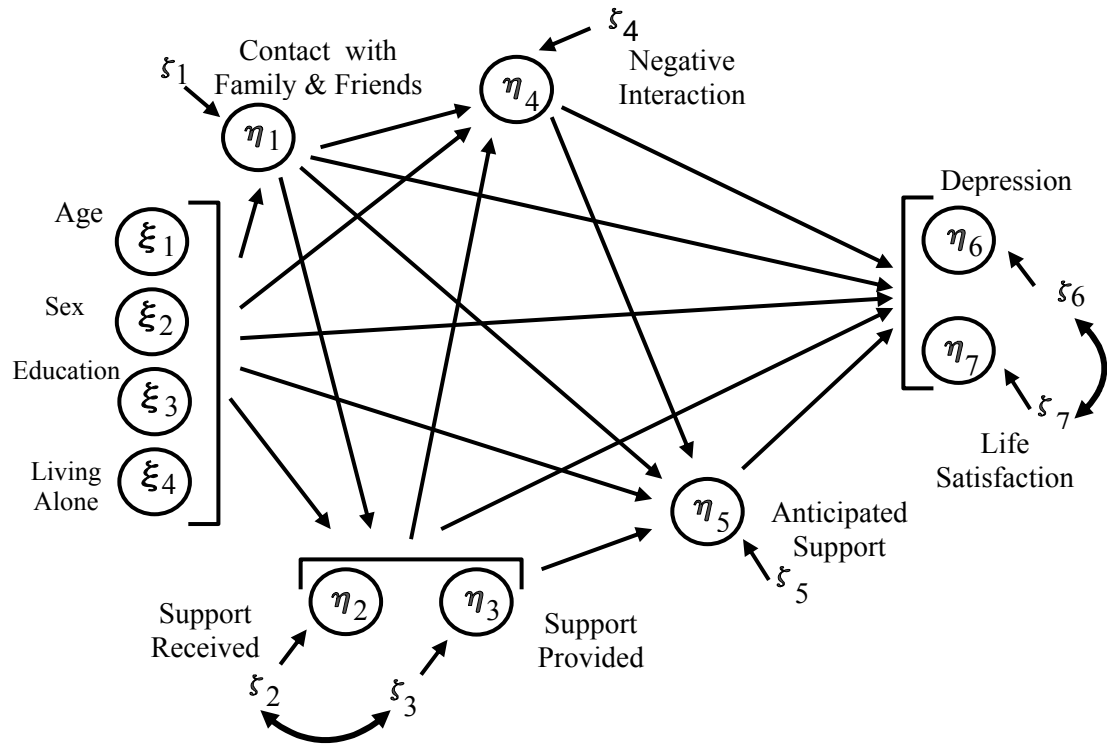 ζ1
Contact with
Family & Friends
η1
ζ4
η4
Negative
Interaction
Age
ξ1
Sex
ξ2
Education
ξ3
Living
Alone
ξ4
Depression
η6
ζ6
η7
ζ7
Life
Satisfaction
η5
Anticipated
Support
ζ5
Support
Received
η2
η3
Support
Provided
ζ2
ζ3